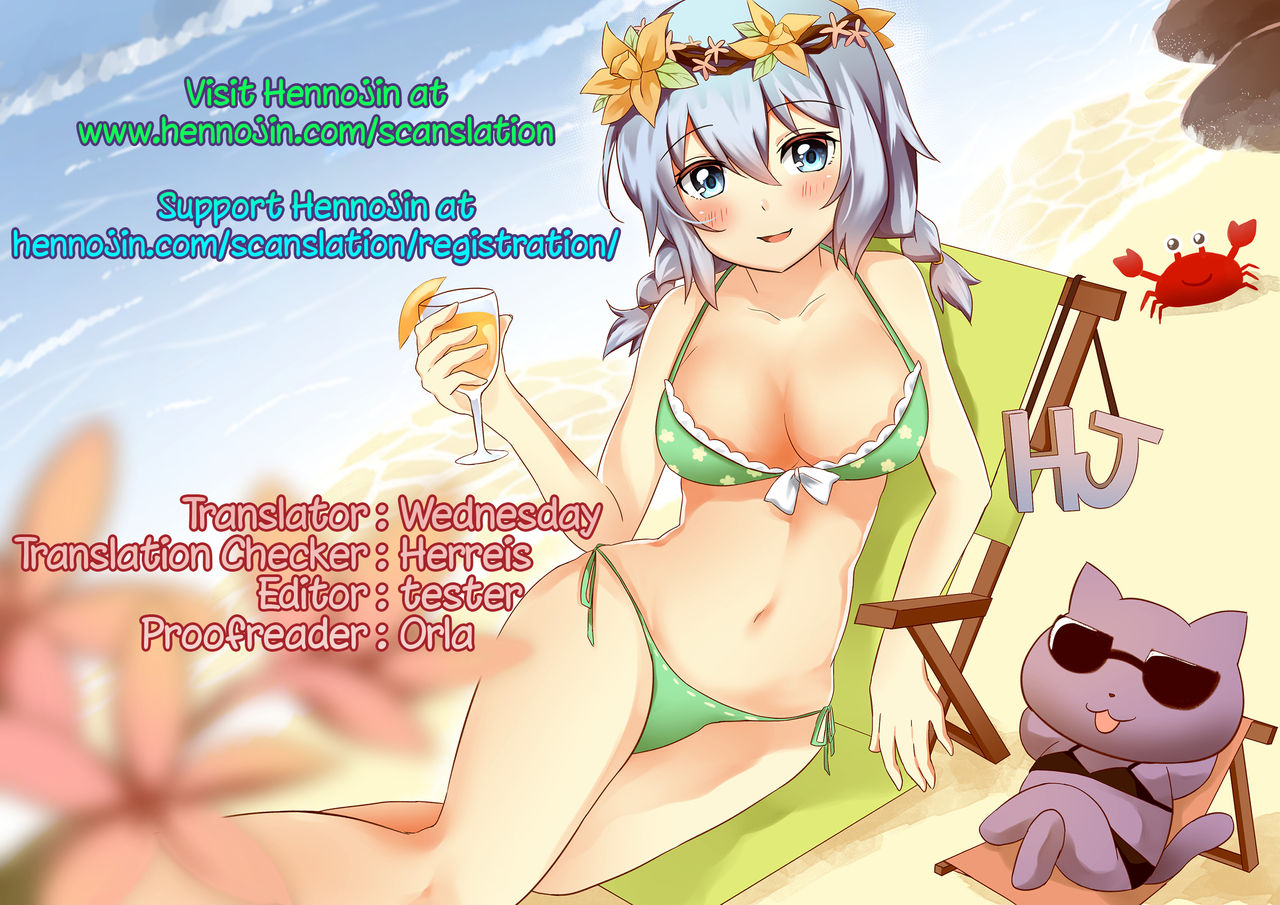 Visit Hennojin at
www.hennojin.com/scanslation
Support Hennojin at
hennojin.com/scanslation/registration/
HJ
Translator : Wednesday
Translation Checker : Herreis
Editor : tester
Proofreader : Orla